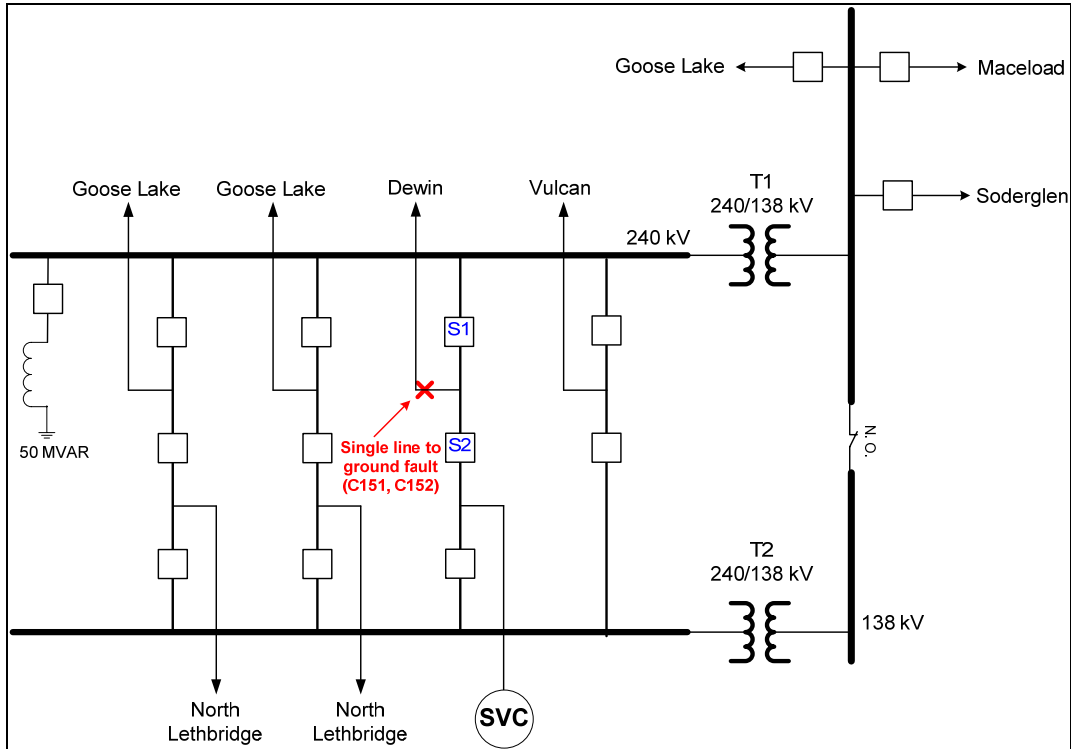 Goose Lake
Maceload
Soderglen
Goose Lake
Goose Lake
Dewin
Vulcan
T1
240/138 kV
240 kV
S1
S2
Single line to
ground fault
(C151, C152)
50 MVAR
N.O.
T2
240/138 kV
138 kV
North
Lethbridge
North
Lethbridge
SVC